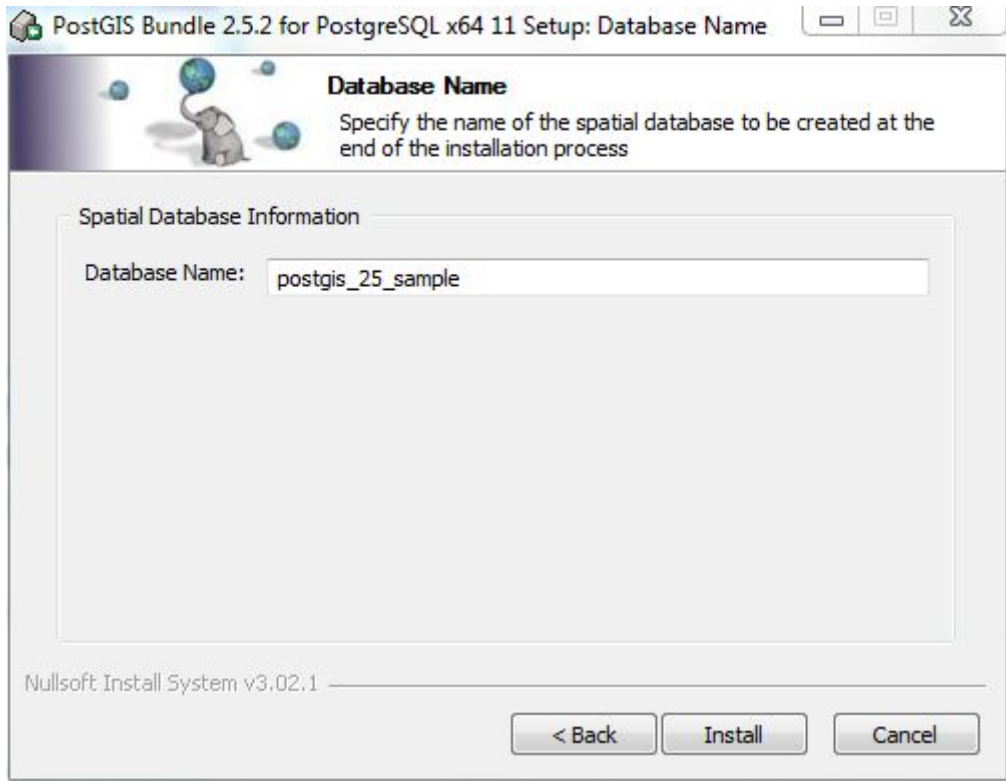 PostGIS Bundle 2.5.2 for PostgreSQL x64 11 Setup: Database Name
Database Name
Specify the name of the spatial database to be created at the
end of the installation process
Spatial Database Information
Database Name: postgis_25_sample
Nullsoft Install System v3.02.1
< Back Install Cancel